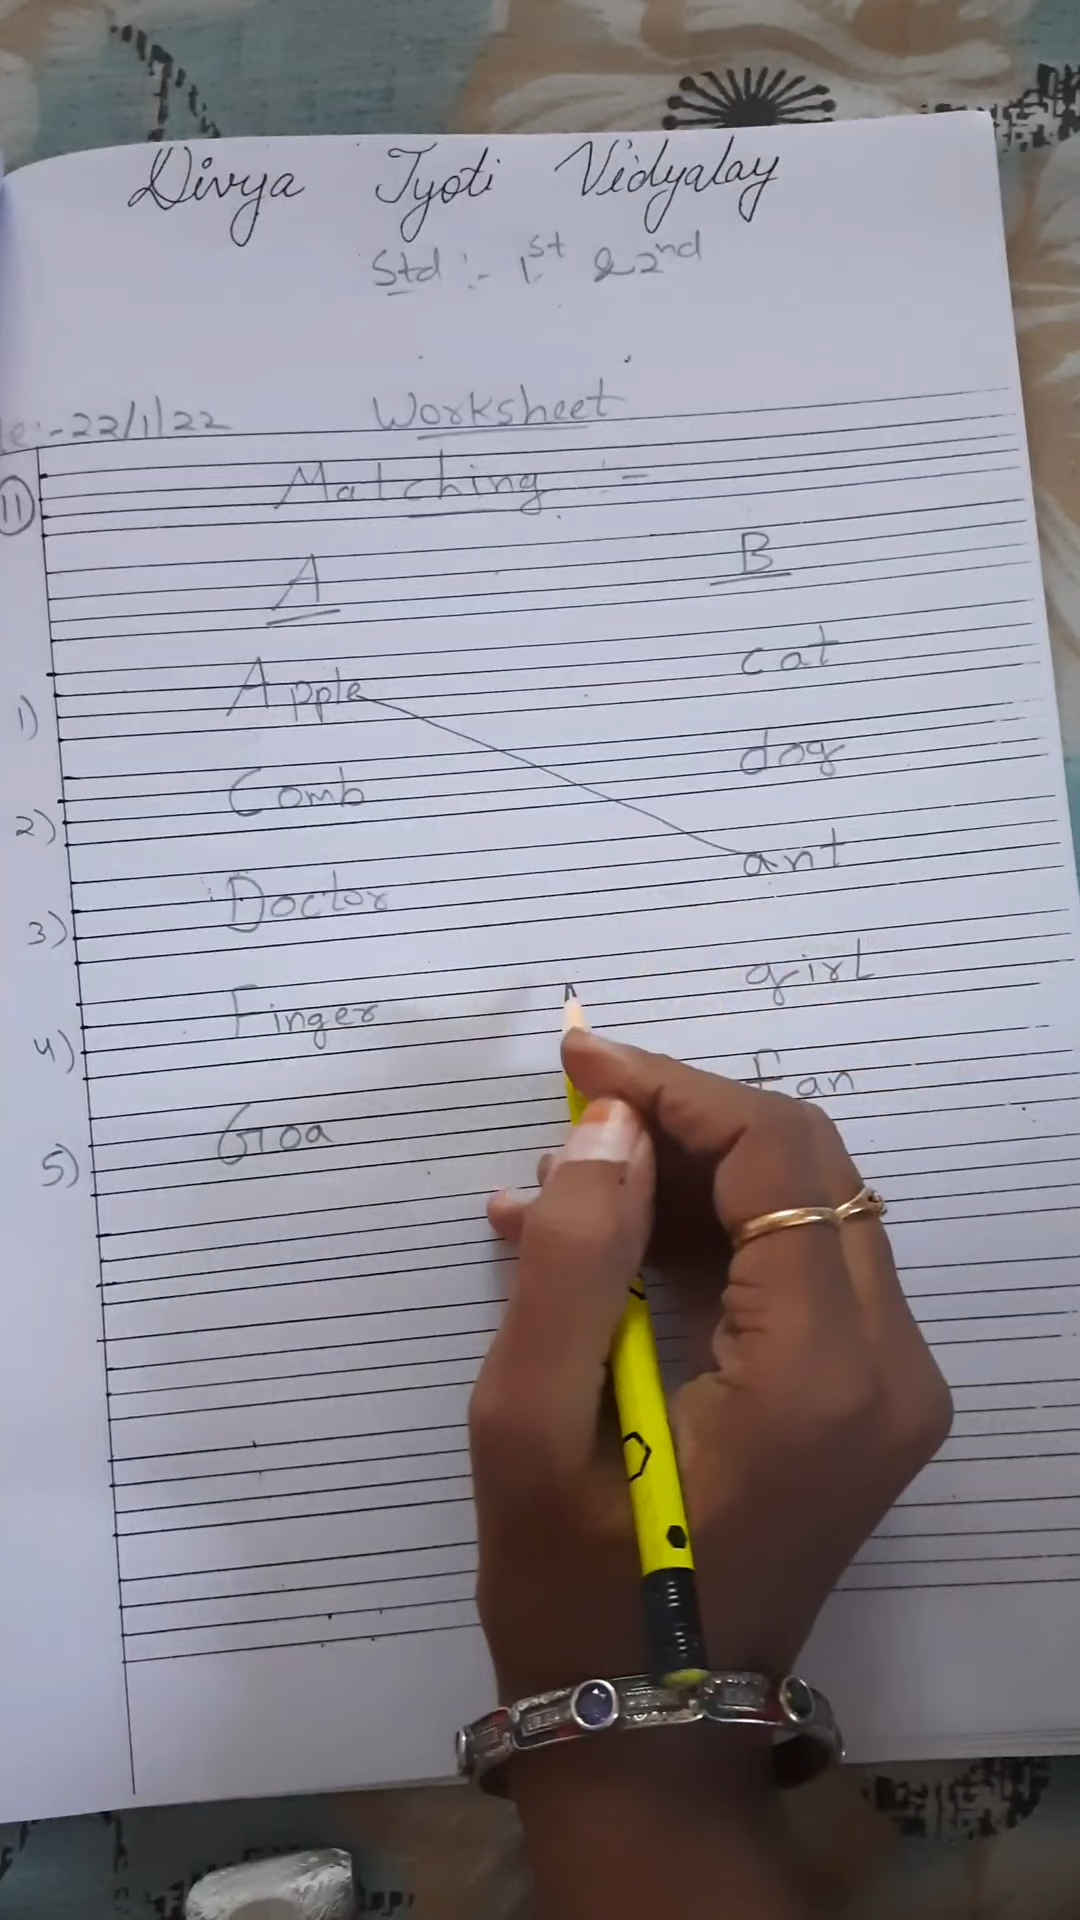 Divya Jyoti Vidyalay
Std :- 1st & 2nd
te:-22/1/22 Worksheet
11 Matching :-
A B
1) Apple cat
2) Comb dog
3) Doctor ant
4) Finger girl
5) Goa Fan